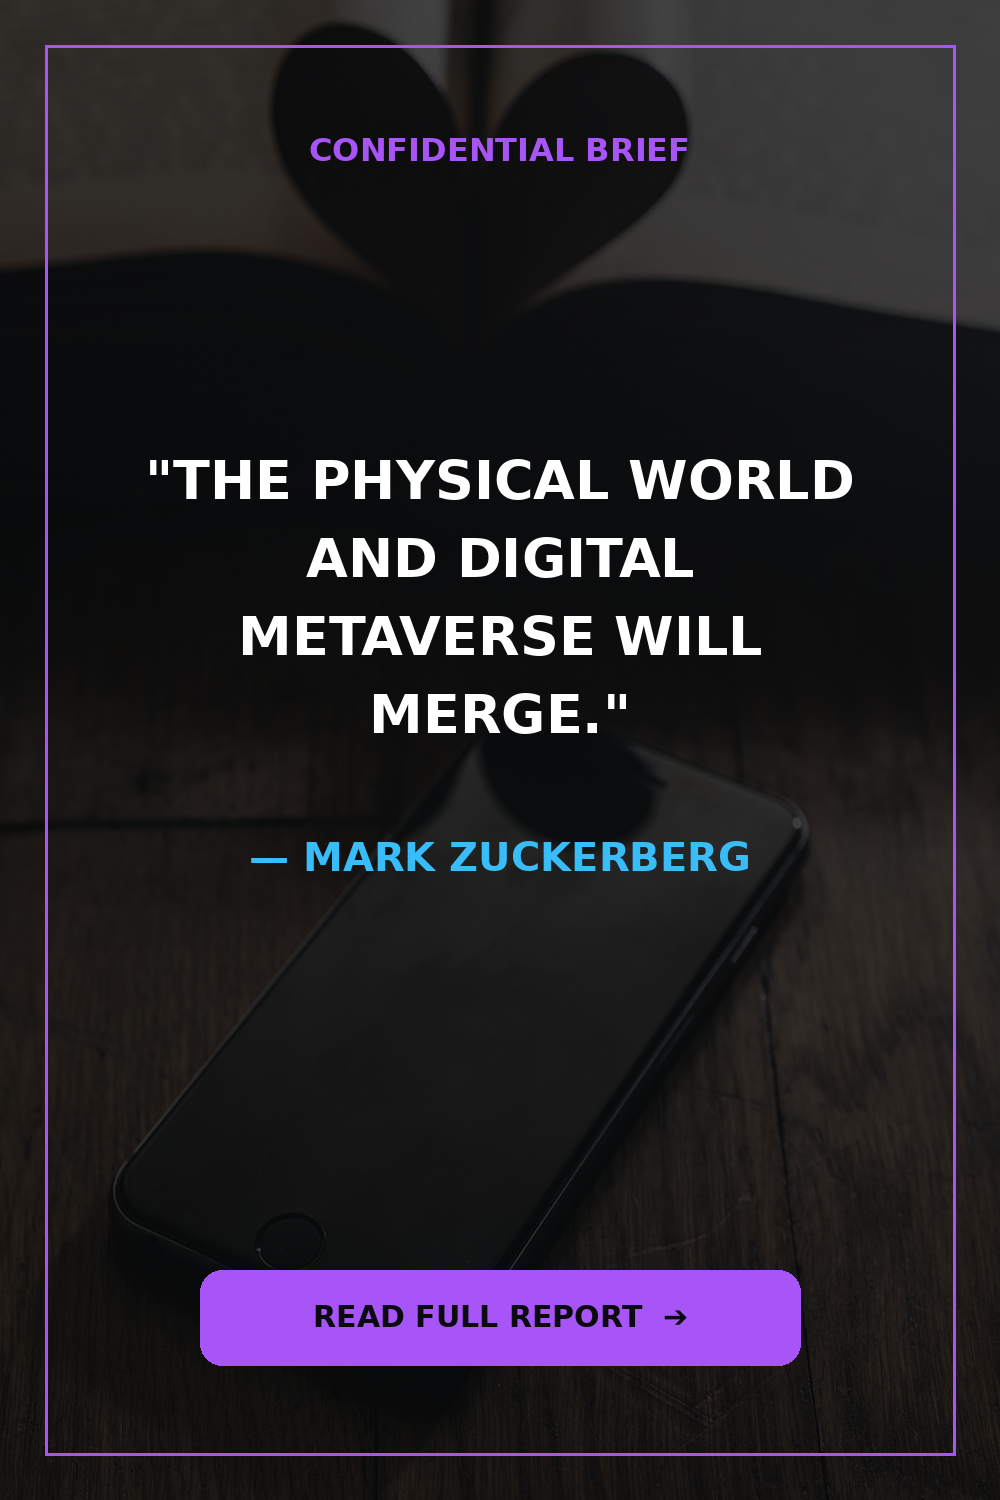 CONFIDENTIAL BRIEF
"THE PHYSICAL WORLD
AND DIGITAL
METAVERSE WILL
MERGE."
— MARK ZUCKERBERG
READ FULL REPORT ➔